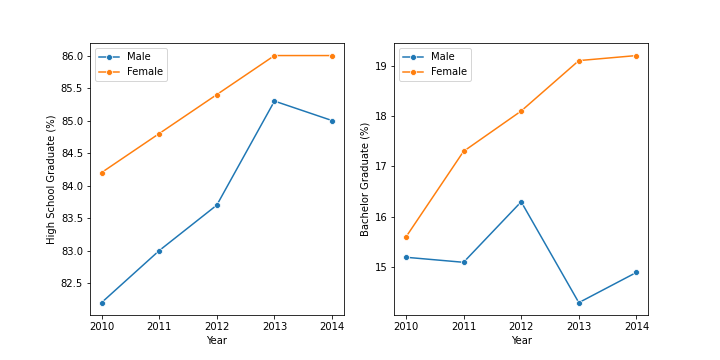 Male
Female
High School Graduate (%)
86.0
85.5
85.0
84.5
84.0
83.5
83.0
82.5
2010 2011 2012 2013 2014
Year
Male
Female
Bachelor Graduate (%)
19
18
17
16
15
2010 2011 2012 2013 2014
Year